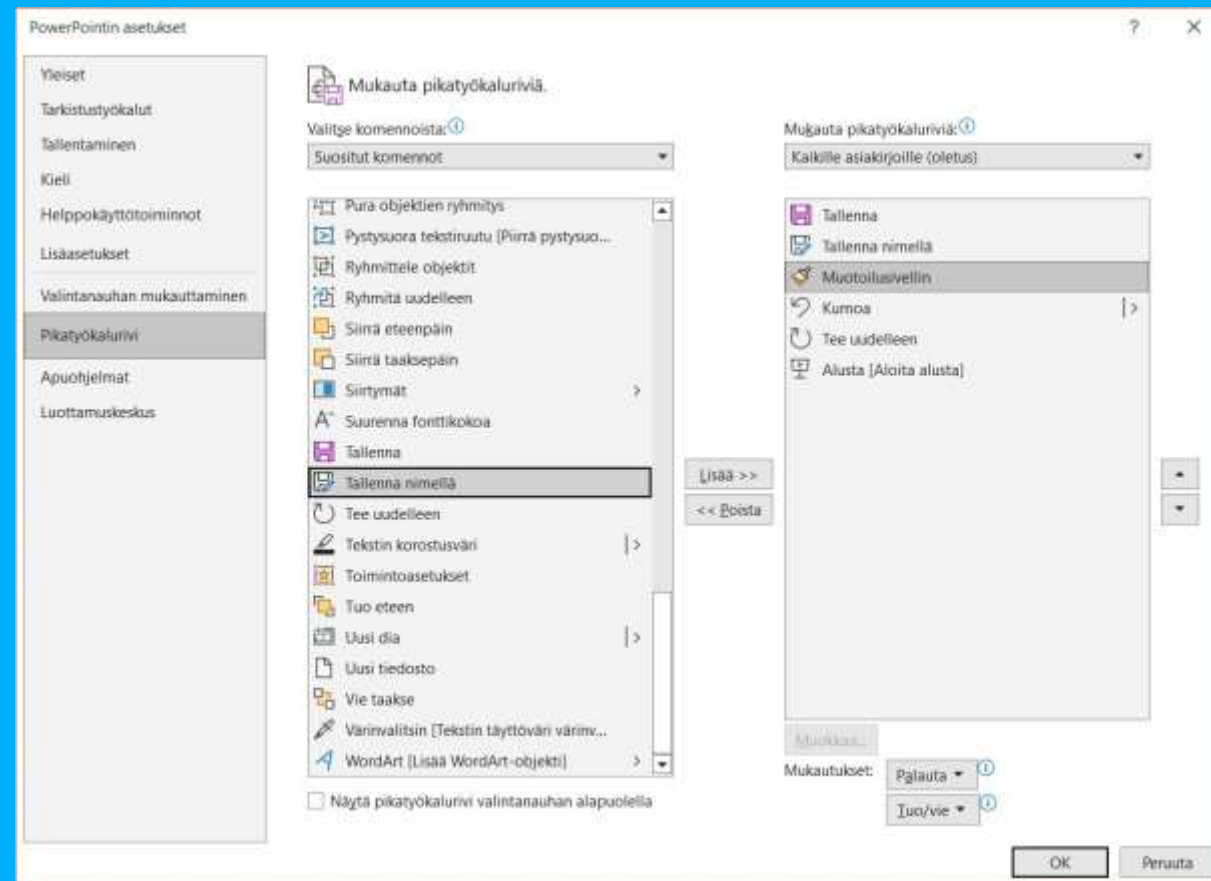 PowerPointin asetukset
?
Yleiset
Tarkistustyökalut
Tallentaminen
Kieli
Helppokäyttötoiminnot
Lisäasetukset
Valintanauhan mukauttaminen
Pikatyökalurivi
Apuohjelmat
Luottamuskeskus
Mukauta pikatyökaluriviä.
Valitse komennoista:
Suositut komennot
Pura objektien ryhmitys
Pystysuora tekstiruutu [Piirrä pystysuo...
Ryhmittele objektit
Ryhmitä uudelleen
Siirrä eteenpäin
Siirrä taaksepäin
Siirtymät
Suurenna fonttikokoa
Tallenna
Tallenna nimellä
Tee uudelleen
Tekstin korostusväri
Toimintoasetukset
Tuo eteen
Uusi dia
Uusi tiedosto
Vie taakse
Värinvalitsin [Tekstin täyttöväri värinv...
WordArt [Lisää WordArt-objekti]
Näytä pikatyökalurivi valintanauhan alapuolella
Lisää >>
<< Poista
Mukauta pikatyökaluriviä:
Kaikille asiakirjoille (oletus)
Tallenna
Tallenna nimellä
Muotoilusivellin
Kumoa
Tee uudelleen
Alusta [Aloita alusta]
Muokkaa...
Mukautukset:
Palauta
Tuo/vie
OK
Peruuta